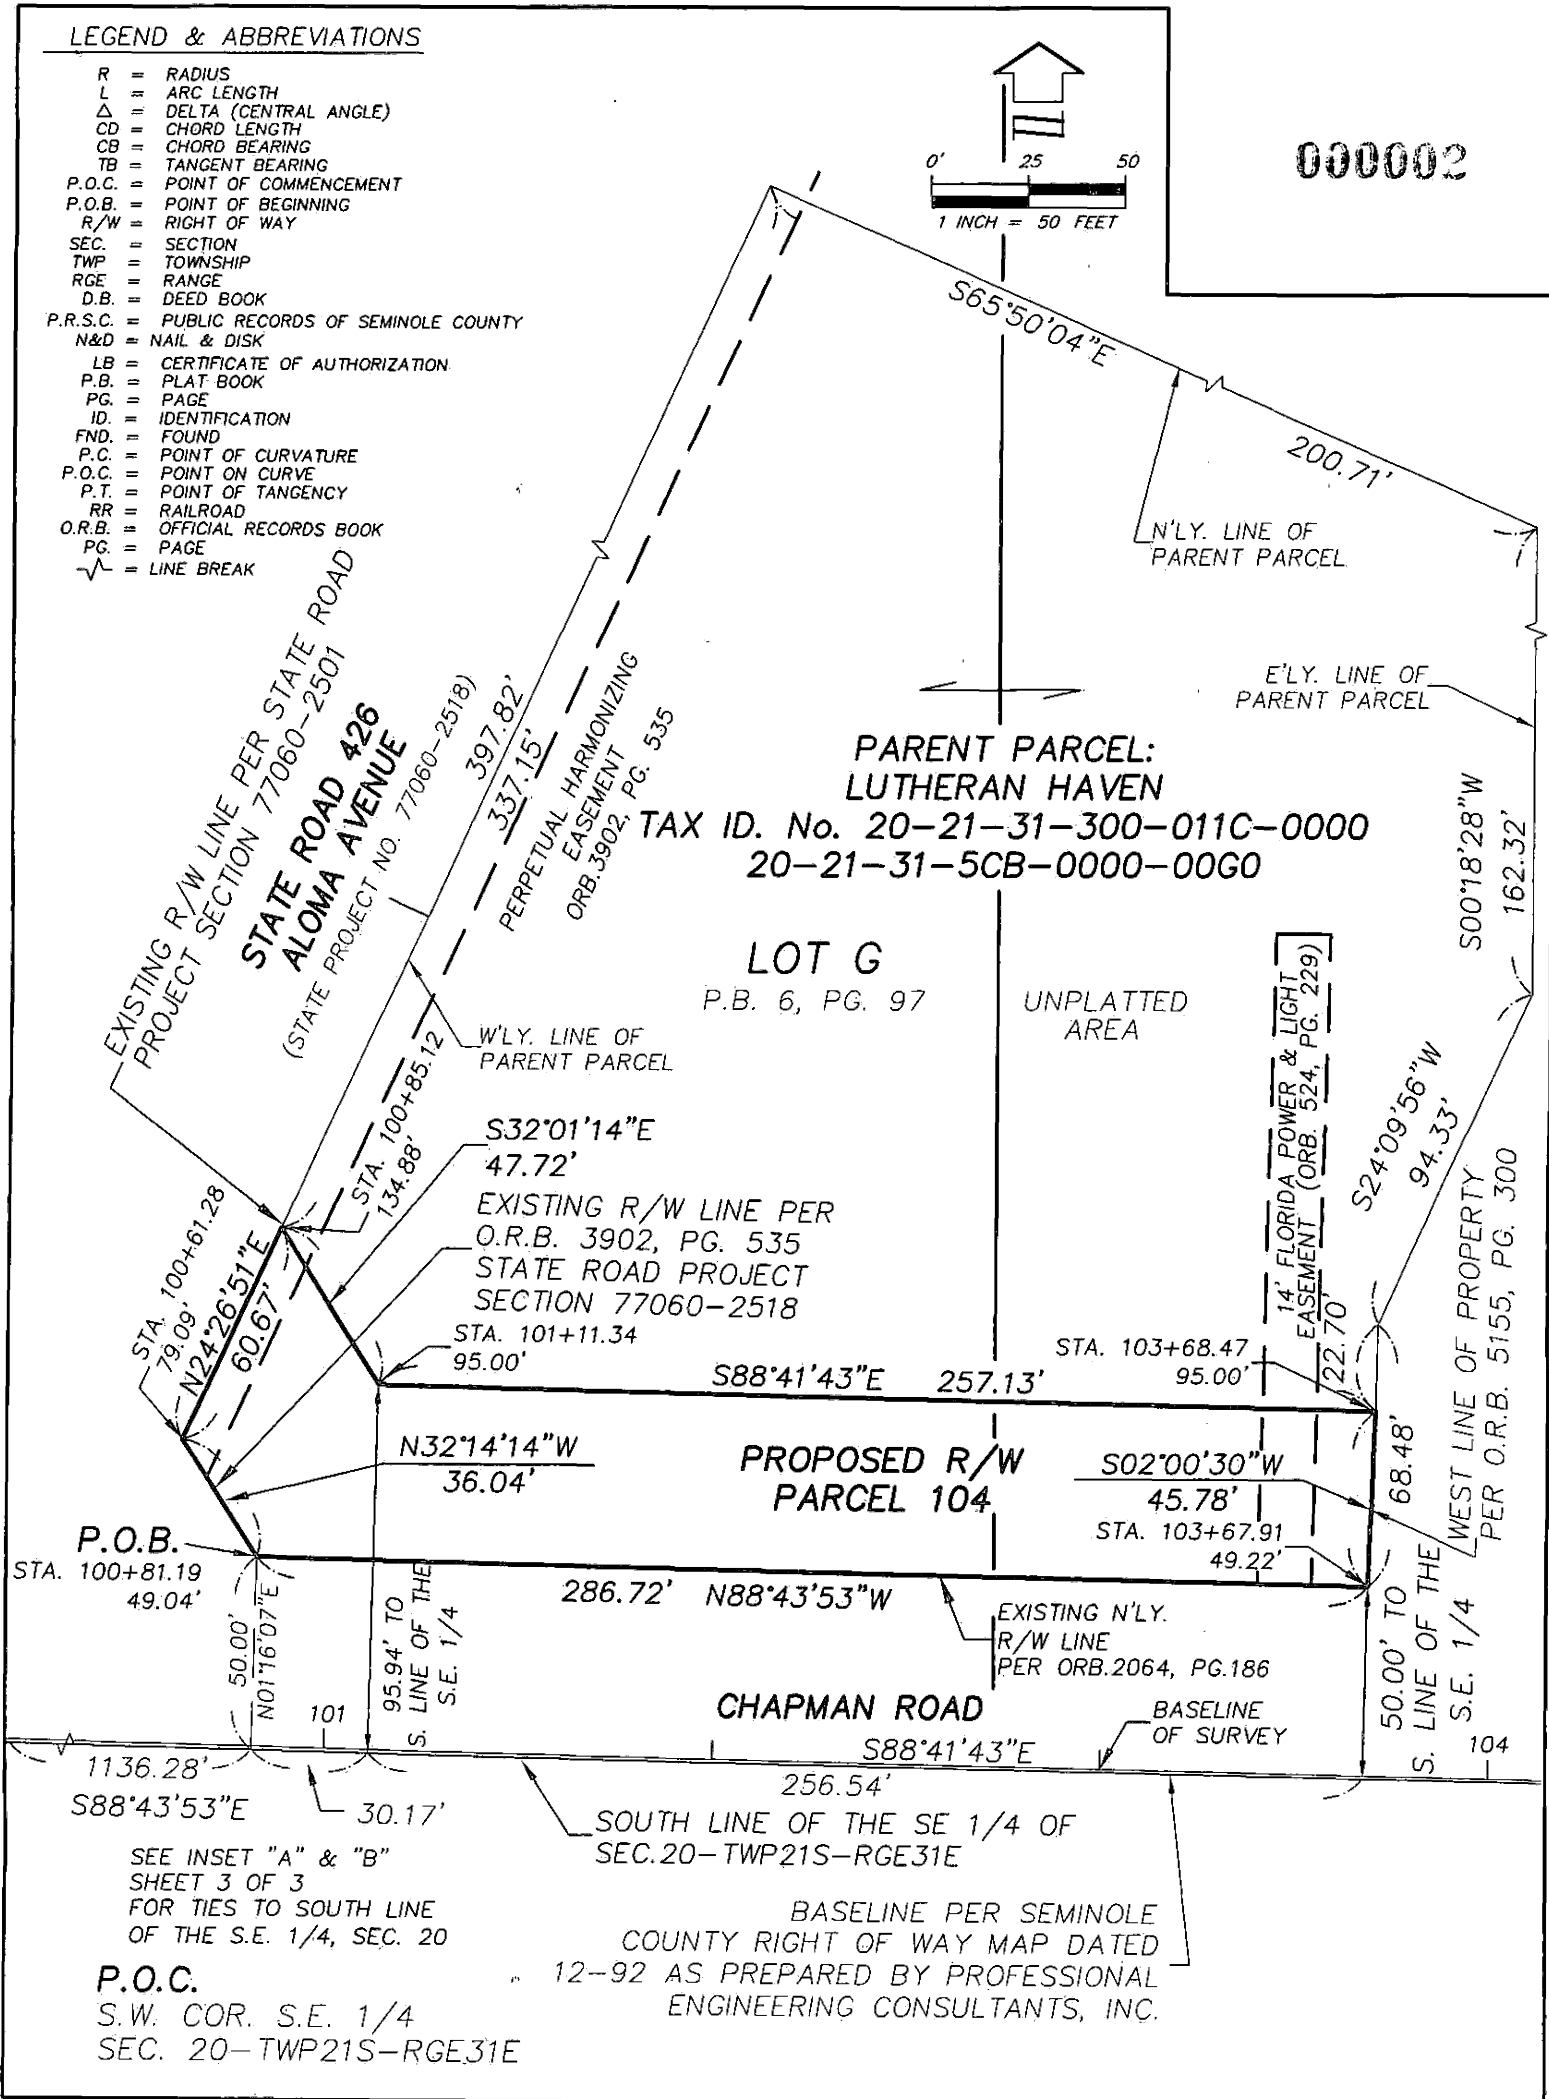 LEGEND & ABBREVIATIONS
R = RADIUS
L = ARC LENGTH
Δ = DELTA (CENTRAL ANGLE)
CD = CHORD LENGTH
CB = CHORD BEARING
TB = TANGENT BEARING
P.O.C. = POINT OF COMMENCEMENT
P.O.B. = POINT OF BEGINNING
R/W = RIGHT OF WAY
SEC. = SECTION
TWP = TOWNSHIP
RGE = RANGE
D.B. = DEED BOOK
P.R.S.C. = PUBLIC RECORDS OF SEMINOLE COUNTY
N&D = NAIL & DISK
LB = CERTIFICATE OF AUTHORIZATION
P.B. = PLAT BOOK
PG. = PAGE
ID. = IDENTIFICATION
FND. = FOUND
P.C. = POINT OF CURVATURE
P.O.C. = POINT ON CURVE
P.T. = POINT OF TANGENCY
RR = RAILROAD
O.R.B. = OFFICIAL RECORDS BOOK
PG. = PAGE
= LINE BREAK
0' 25 50
1 INCH = 50 FEET
000002
S65°50'04"E
200.71'
N'LY. LINE OF
PARENT PARCEL
E'LY. LINE OF
PARENT PARCEL
EXISTING R/W LINE PER STATE ROAD
PROJECT SECTION 77060-2501
STATE ROAD 426
ALOMA AVENUE
(STATE PROJECT NO. 77060-2518)
397.82'
337.15'
PERPETUAL HARMONIZING
EASEMENT
ORB.3902, PG. 535
PARENT PARCEL:
LUTHERAN HAVEN
TAX ID. No. 20-21-31-300-011C-0000
20-21-31-5CB-0000-00G0
S00°18'28"W
162.32'
LOT G
P.B. 6, PG. 97
UNPLATTED
AREA
14' FLORIDA POWER & LIGHT
EASEMENT (ORB. 524, PG. 229)
W'LY. LINE OF
PARENT PARCEL
S24°09'56"W
94.33'
STA. 100+85.12
134.88'
S32°01'14"E
47.72'
EXISTING R/W LINE PER
O.R.B. 3902, PG. 535
STATE ROAD PROJECT
SECTION 77060-2518
STA. 100+61.28
79.09'
N24°26'51"E
60.67'
STA. 101+11.34
95.00'
S88°41'43"E 257.13'
STA. 103+68.47
95.00'
22.70'
WEST LINE OF PROPERTY
PER O.R.B. 5155, PG. 300
N32°14'14"W
36.04'
PROPOSED R/W
PARCEL 104
S02°00'30"W
45.78'
68.48'
STA. 103+67.91
49.22'
P.O.B.
STA. 100+81.19
49.04'
286.72' N88°43'53"W
EXISTING N'LY.
R/W LINE
PER ORB.2064, PG.186
50.00'
N01°16'07"E
95.94' TO
S. LINE OF THE
S.E. 1/4
50.00' TO
S. LINE OF THE
S.E. 1/4
CHAPMAN ROAD
BASELINE
OF SURVEY
101
104
1136.28'
S88°43'53"E
30.17'
S88°41'43"E
256.54'
SOUTH LINE OF THE SE 1/4 OF
SEC.20-TWP21S-RGE31E
SEE INSET "A" & "B"
SHEET 3 OF 3
FOR TIES TO SOUTH LINE
OF THE S.E. 1/4, SEC. 20
BASELINE PER SEMINOLE
COUNTY RIGHT OF WAY MAP DATED
12-92 AS PREPARED BY PROFESSIONAL
ENGINEERING CONSULTANTS, INC.
P.O.C.
S.W. COR. S.E. 1/4
SEC. 20-TWP21S-RGE31E